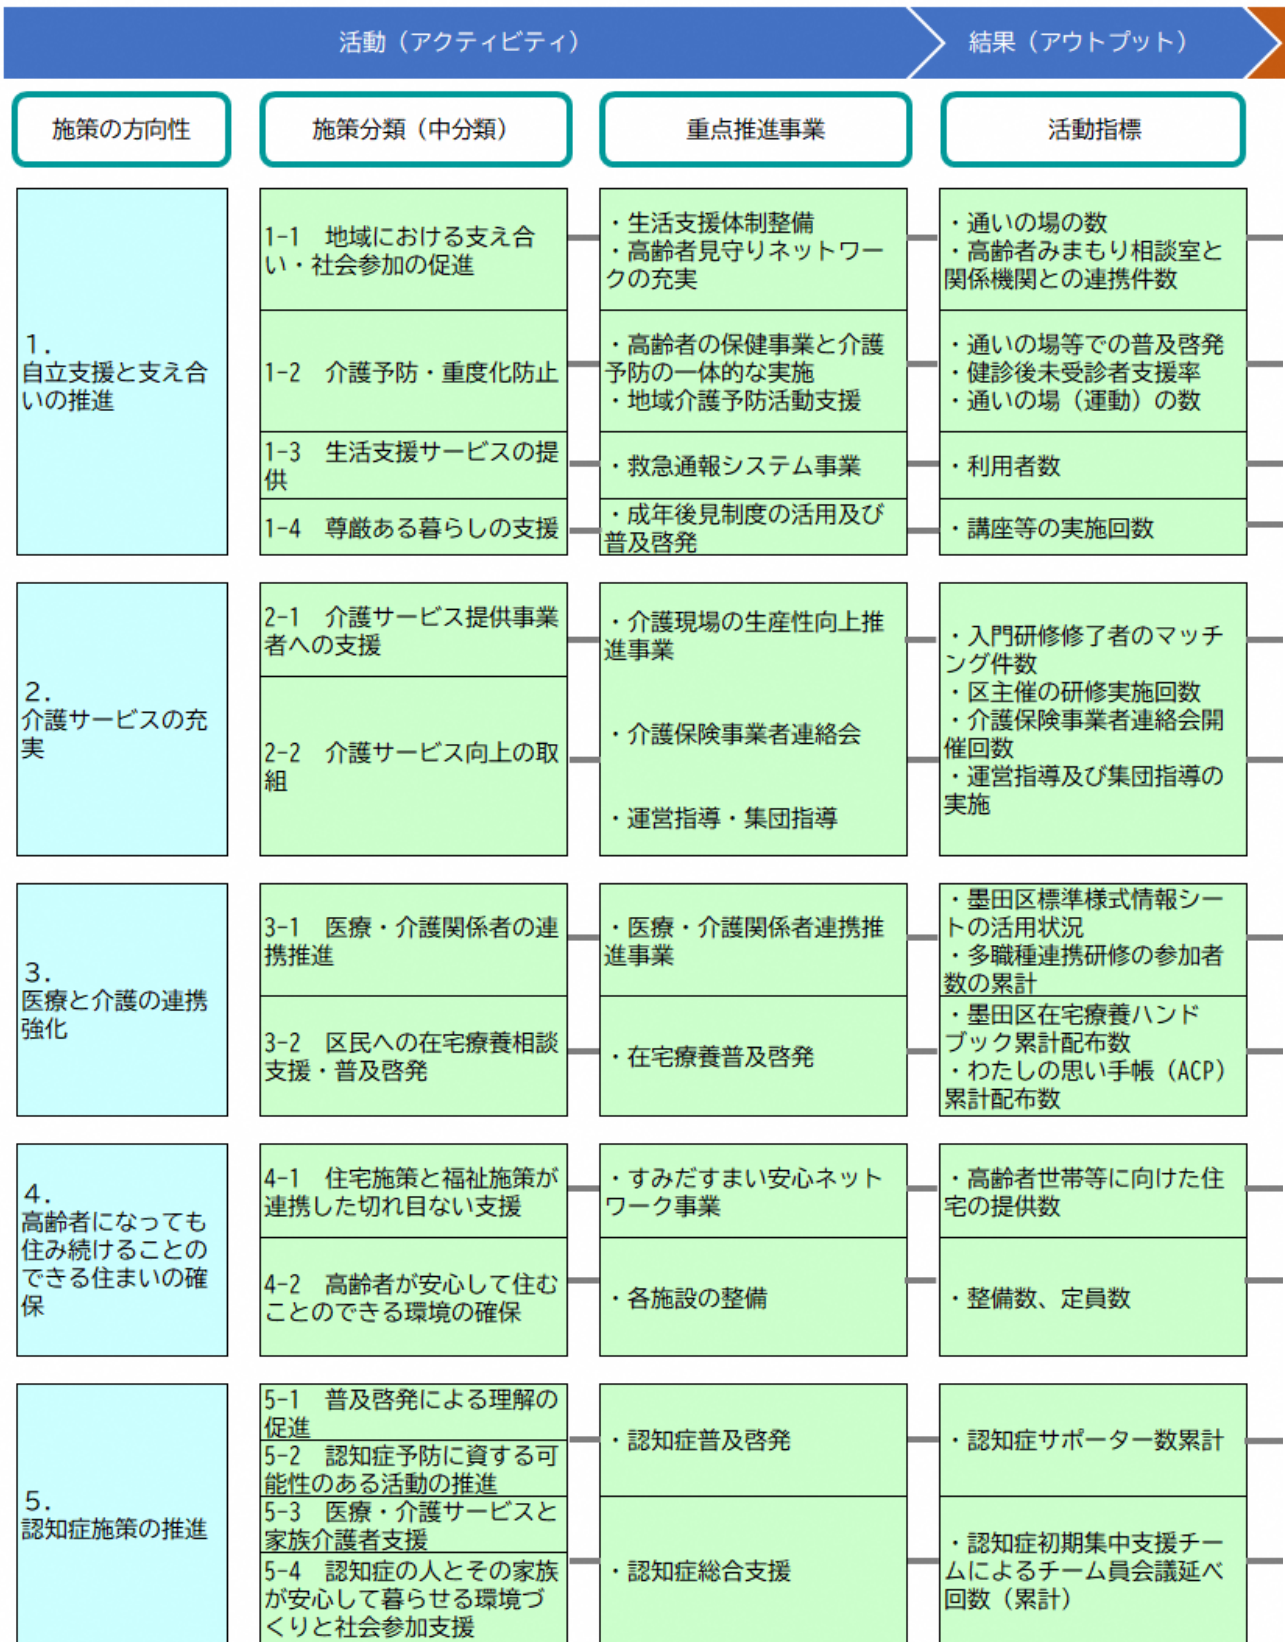 活動（アクティビティ）
結果（アウトプット）
施策の方向性
施策分類（中分類）
重点推進事業
活動指標
1.
自立支援と支え合
いの推進
1-1　地域における支え合
い・社会参加の促進
・生活支援体制整備
・高齢者見守りネットワー
クの充実
・通いの場の数
・高齢者みまもり相談室と
関係機関との連携件数
1-2　介護予防・重度化防止
・高齢者の保健事業と介護
予防の一体的な実施
・地域介護予防活動支援
・通いの場等での普及啓発
・健診後未受診者支援率
・通いの場（運動）の数
1-3　生活支援サービスの提
供
・救急通報システム事業
・利用者数
1-4　尊厳ある暮らしの支援
・成年後見制度の活用及び
普及啓発
・講座等の実施回数
2.
介護サービスの充
実
2-1　介護サービス提供事業
者への支援
2-2　介護サービス向上の取
組
・介護現場の生産性向上推
進事業
・介護保険事業者連絡会
・運営指導・集団指導
・入門研修修了者のマッチ
ング件数
・区主催の研修実施回数
・介護保険事業者連絡会開
催回数
・運営指導及び集団指導の
実施
3.
医療と介護の連携
強化
3-1　医療・介護関係者の連
携推進
・医療・介護関係者連携推
進事業
・墨田区標準様式情報シー
トの活用状況
・多職種連携研修の参加者
数の累計
3-2　区民への在宅療養相談
支援・普及啓発
・在宅療養普及啓発
・墨田区在宅療養ハンド
ブック累計配布数
・わたしの思い手帳（ACP）
累計配布数
4.
高齢者になっても
住み続けることの
できる住まいの確
保
4-1　住宅施策と福祉施策が
連携した切れ目ない支援
・すみだすまい安心ネット
ワーク事業
・高齢者世帯等に向けた住
宅の提供数
4-2　高齢者が安心して住む
ことのできる環境の確保
・各施設の整備
・整備数、定員数
5.
認知症施策の推進
5-1　普及啓発による理解の
促進
5-2　認知症予防に資する可
能性のある活動の推進
・認知症普及啓発
・認知症サポーター数累計
5-3　医療・介護サービスと
家族介護者支援
5-4　認知症の人とその家族
が安心して暮らせる環境づ
くりと社会参加支援
・認知症総合支援
・認知症初期集中支援チー
ムによるチーム員会議延べ
回数（累計）